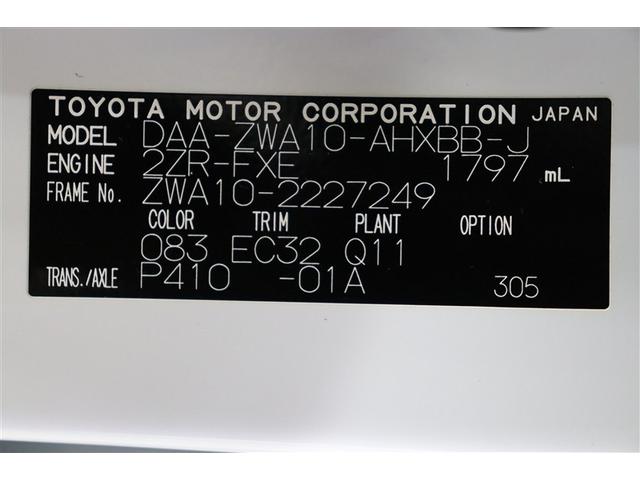 TOYOTA MOTOR CORPORATION JAPAN
MODEL DAA-ZWA10-AHXBB-J
ENGINE 2ZR-FXE 1797 mL
FRAME No. ZWA10-2227249
COLOR TRIM PLANT OPTION
083 EC32 Q11
TRANS./AXLE P410 -01A 305